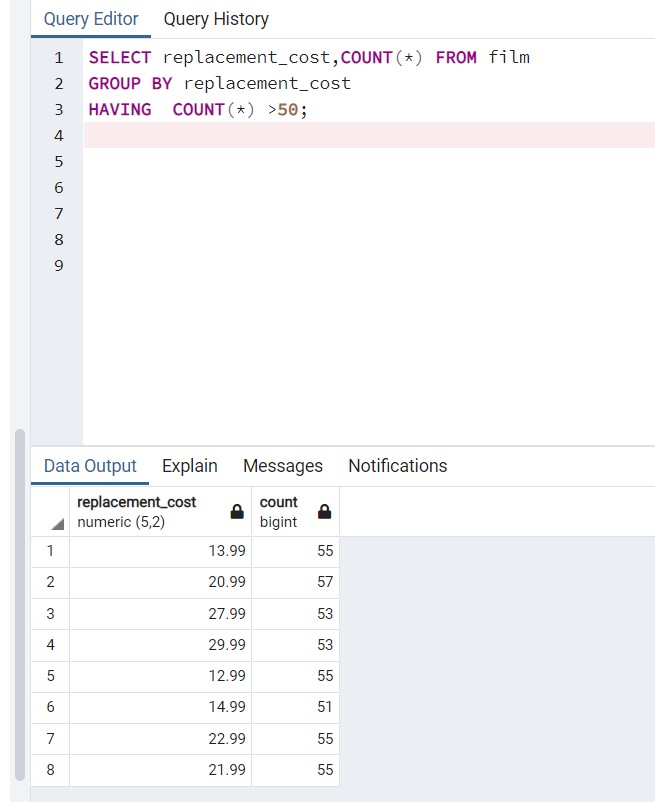 Query Editor Query History
1 SELECT replacement_cost,COUNT(*) FROM film
2 GROUP BY replacement_cost
3 HAVING  COUNT(*) >50;
4
5
6
7
8
9
Data Output Explain Messages Notifications
replacement_cost count
numeric (5,2) bigint
1 13.99 55
2 20.99 57
3 27.99 53
4 29.99 53
5 12.99 55
6 14.99 51
7 22.99 55
8 21.99 55